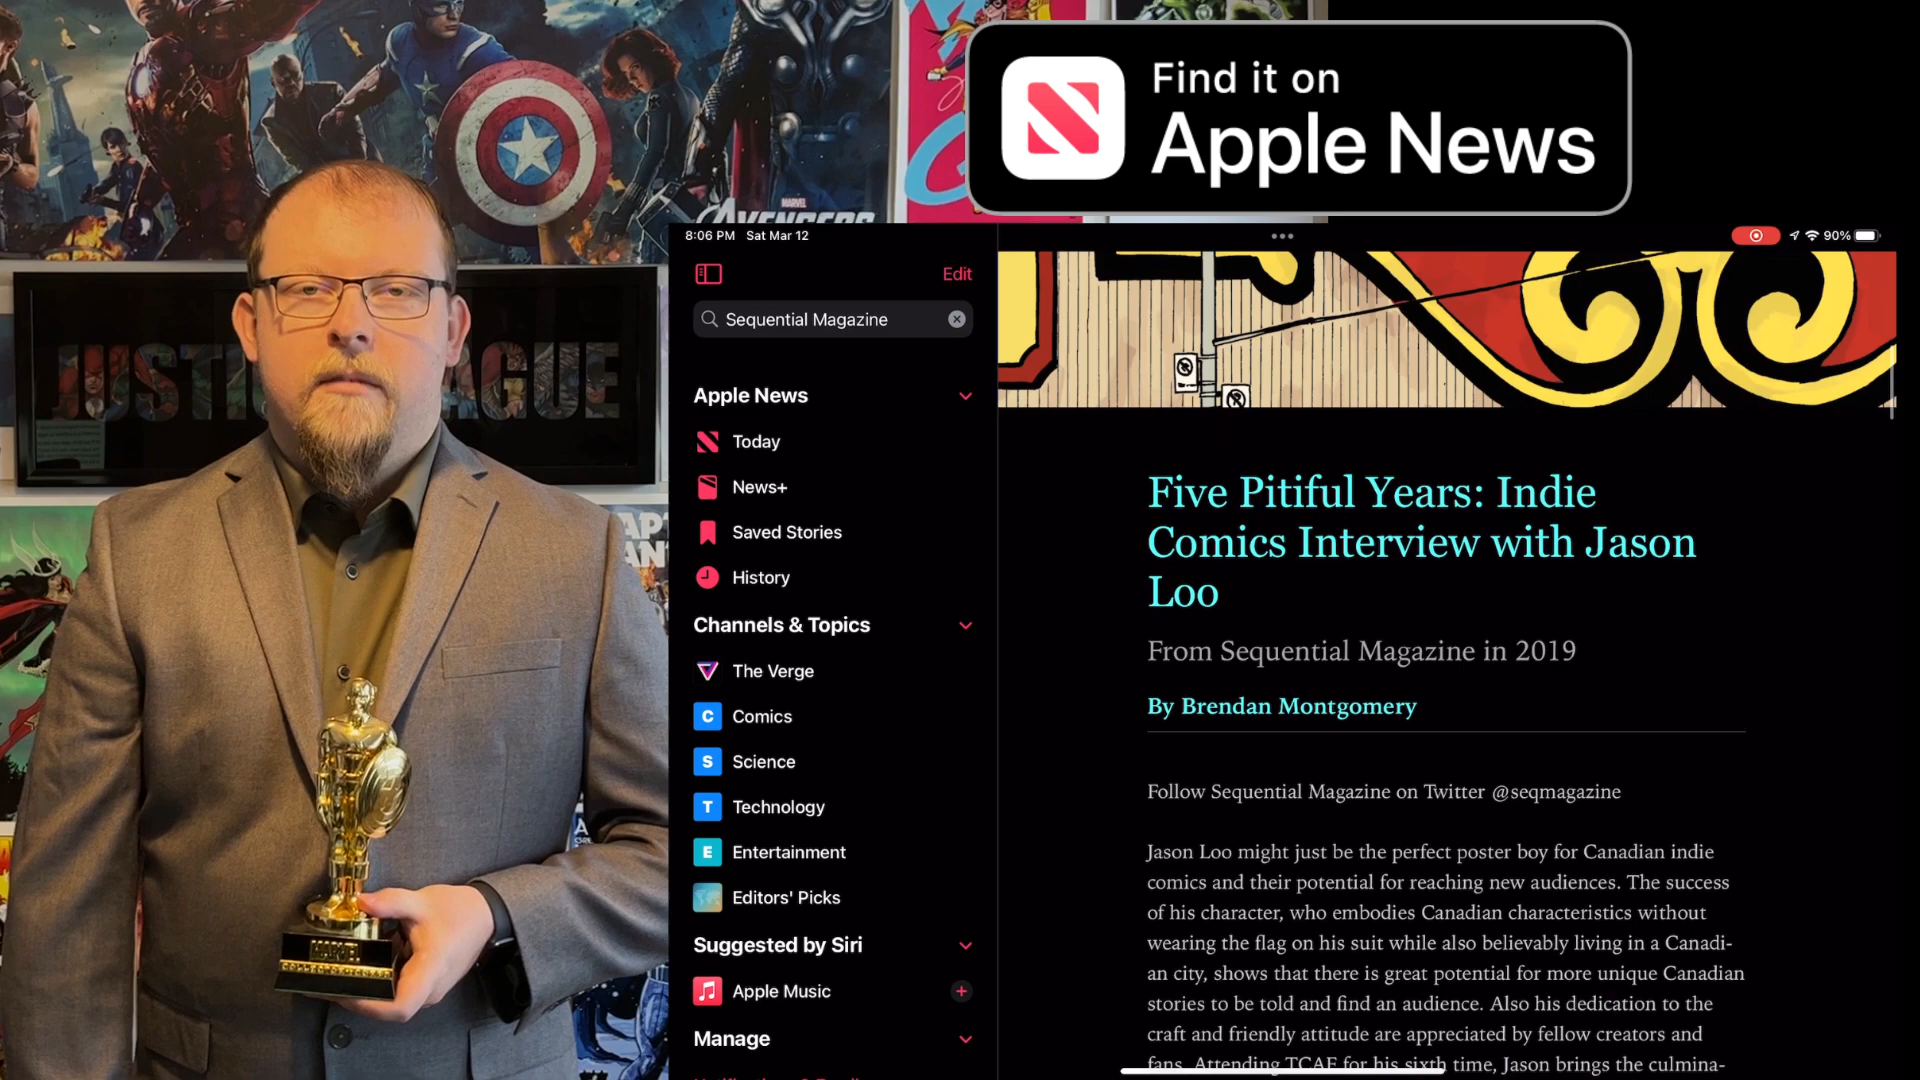 MARVEL
AVENGERS
JUSTICE LEAGUE
Find it on
Apple News
8:06 PM Sat Mar 12
90%
Edit
Sequential Magazine
Apple News
Today
News+
Saved Stories
History
Channels & Topics
The Verge
C Comics
S Science
T Technology
E Entertainment
Editors' Picks
Suggested by Siri
Apple Music
Manage
Five Pitiful Years: Indie
Comics Interview with Jason
Loo
From Sequential Magazine in 2019
By Brendan Montgomery
Follow Sequential Magazine on Twitter @seqmagazine
Jason Loo might just be the perfect poster boy for Canadian indie
comics and their potential for reaching new audiences. The success
of his character, who embodies Canadian characteristics without
wearing the flag on his suit while also believably living in a Canadi-
an city, shows that there is great potential for more unique Canadian
stories to be told and find an audience. Also his dedication to the
craft and friendly attitude are appreciated by fellow creators and
fans. Attending TCAF for his sixth time, Jason brings the culmina-